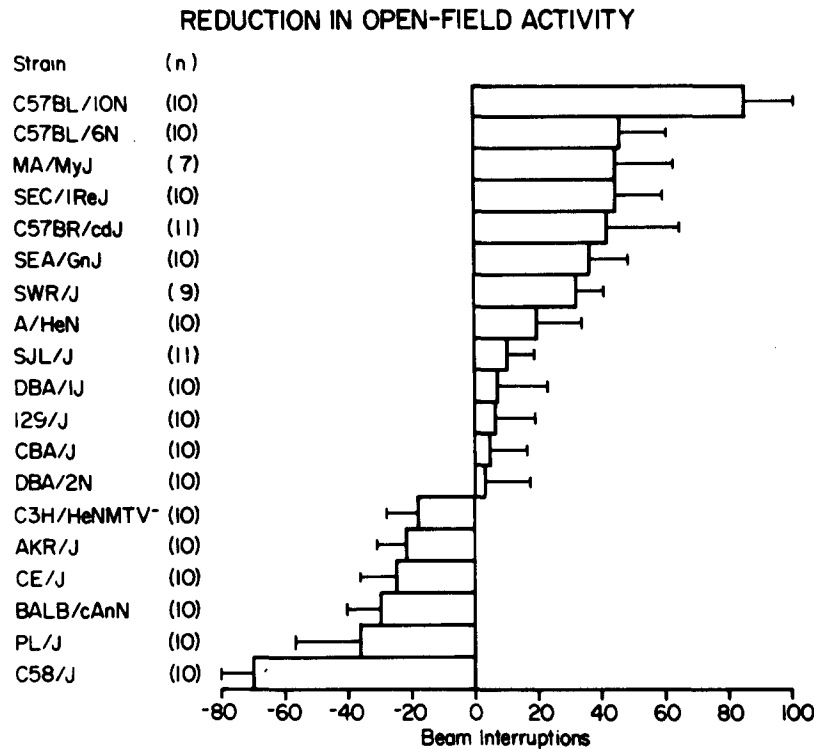 REDUCTION IN OPEN-FIELD ACTIVITY
Strain (n)
C57BL/10N (10)
C57BL/6N (10)
MA/MyJ (7)
SEC/1ReJ (10)
C57BR/cdJ (11)
SEA/GnJ (10)
SWR/J (9)
A/HeN (10)
SJL/J (11)
DBA/1J (10)
129/J (10)
CBA/J (10)
DBA/2N (10)
C3H/HeNMTV⁻ (10)
AKR/J (10)
CE/J (10)
BALB/cAnN (10)
PL/J (10)
C58/J (10)
-80 -60 -40 -20 0 20 40 60 80 100
Beam Interruptions